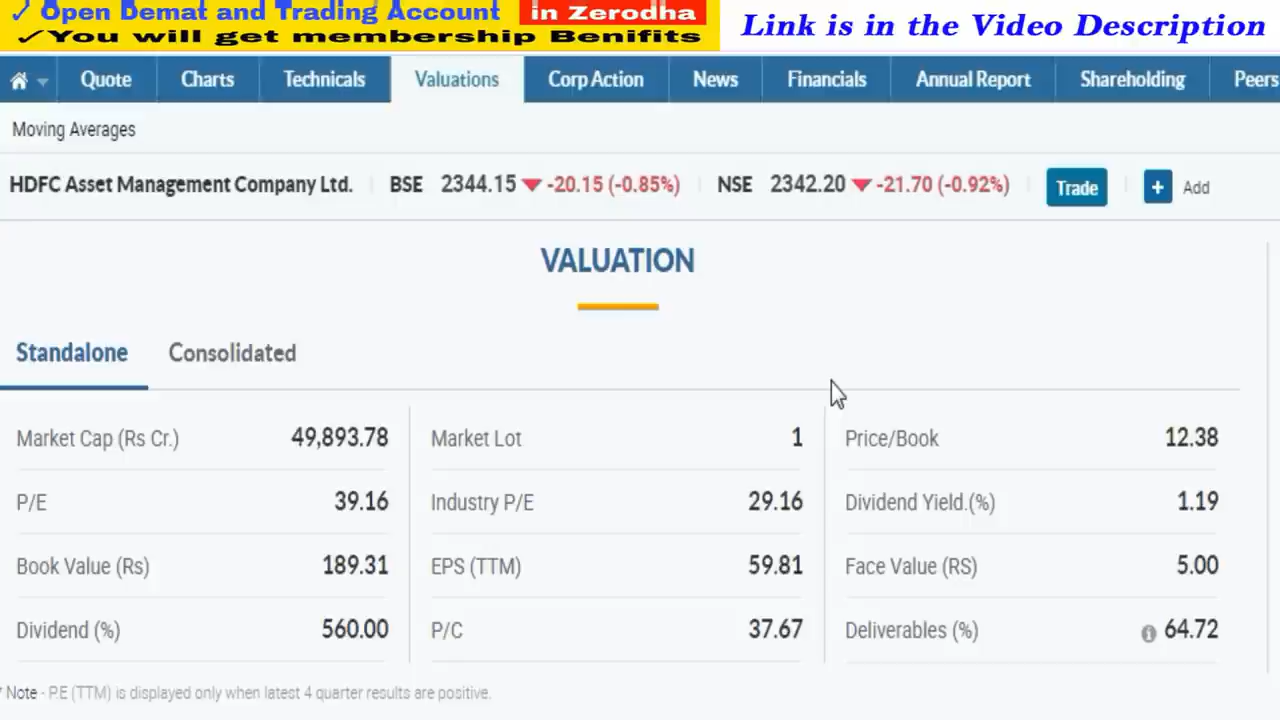 ✓ Open Demat and Trading Account in Zerodha
✓You will get membership Benifits
Link is in the Video Description
Quote Charts Technicals Valuations Corp Action News Financials Annual Report Shareholding Peers
Moving Averages
HDFC Asset Management Company Ltd. BSE 2344.15 -20.15 (-0.85%) NSE 2342.20 -21.70 (-0.92%) Trade + Add
VALUATION
Standalone Consolidated
Market Cap (Rs Cr.) 49,893.78 Market Lot 1 Price/Book 12.38
P/E 39.16 Industry P/E 29.16 Dividend Yield.(%) 1.19
Book Value (Rs) 189.31 EPS (TTM) 59.81 Face Value (RS) 5.00
Dividend (%) 560.00 P/C 37.67 Deliverables (%) 64.72
* Note - PE (TTM) is displayed only when latest 4 quarter results are positive.